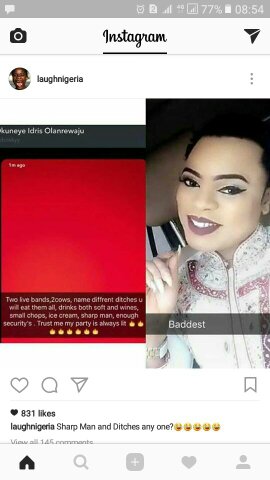 4G
77%
08:54
Instagram
laughnigeria
Okuneye Idris Olanrewaju
1m ago
Two live bands,2cows, name diffrent ditches u
will eat them all, drinks both soft and wines,
small chops, ice cream, sharp man, enough
security's . Trust me my party is always lit 🔥🔥
🔥🔥🔥🔥🔥🔥
Baddest
831 likes
laughnigeria Sharp Man and Ditches any one?😂😂😂😂😂
View all 145 comments